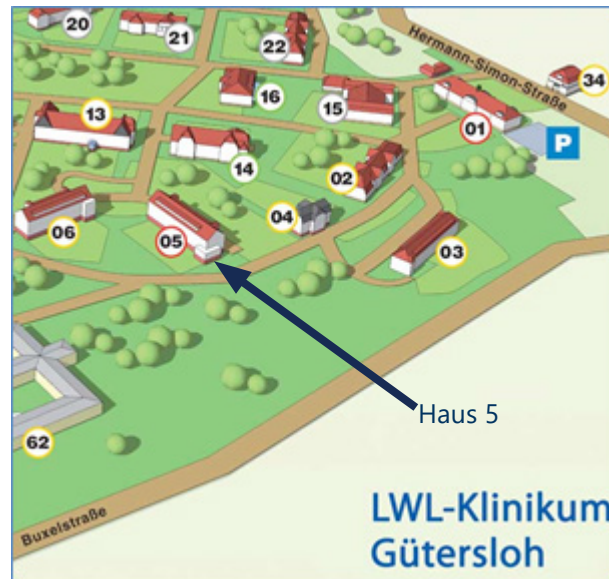 20
21
22
Hermann-Simon-Straße
34
16
15
01
P
13
14
02
06
05
04
03
Haus 5
62
Buxelstraße
LWL-Klinikum
Gütersloh